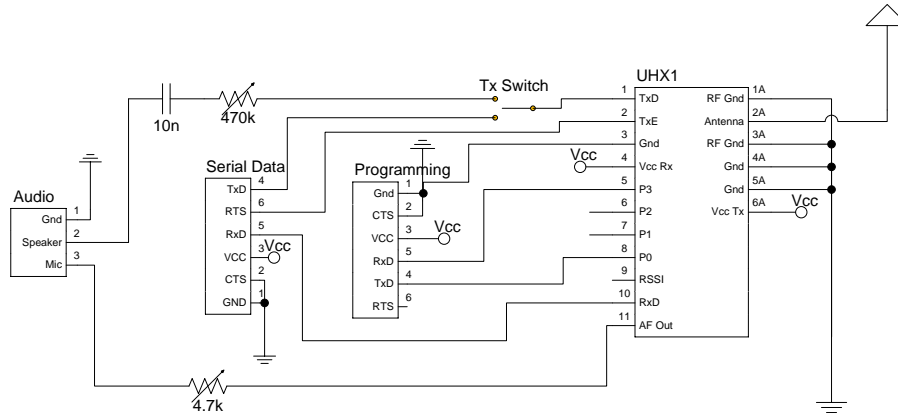 UHX1
Tx Switch
10n
470k
1 TxD
2 TxE
3 Gnd
4 Vcc Rx
5 P3
6 P2
7 P1
8 P0
9 RSSI
10 RxD
11 AF Out
RF Gnd 1A
Antenna 2A
RF Gnd 3A
Gnd 4A
Gnd 5A
Vcc Tx 6A
Vcc
Vcc
Serial Data
TxD 4
RTS 6
RxD 5
VCC 3
CTS 2
GND 1
Vcc
Programming
Gnd 1
CTS 2
VCC 3
RxD 5
TxD 4
RTS 6
Vcc
Audio
Gnd 1
Speaker 2
Mic 3
4.7k